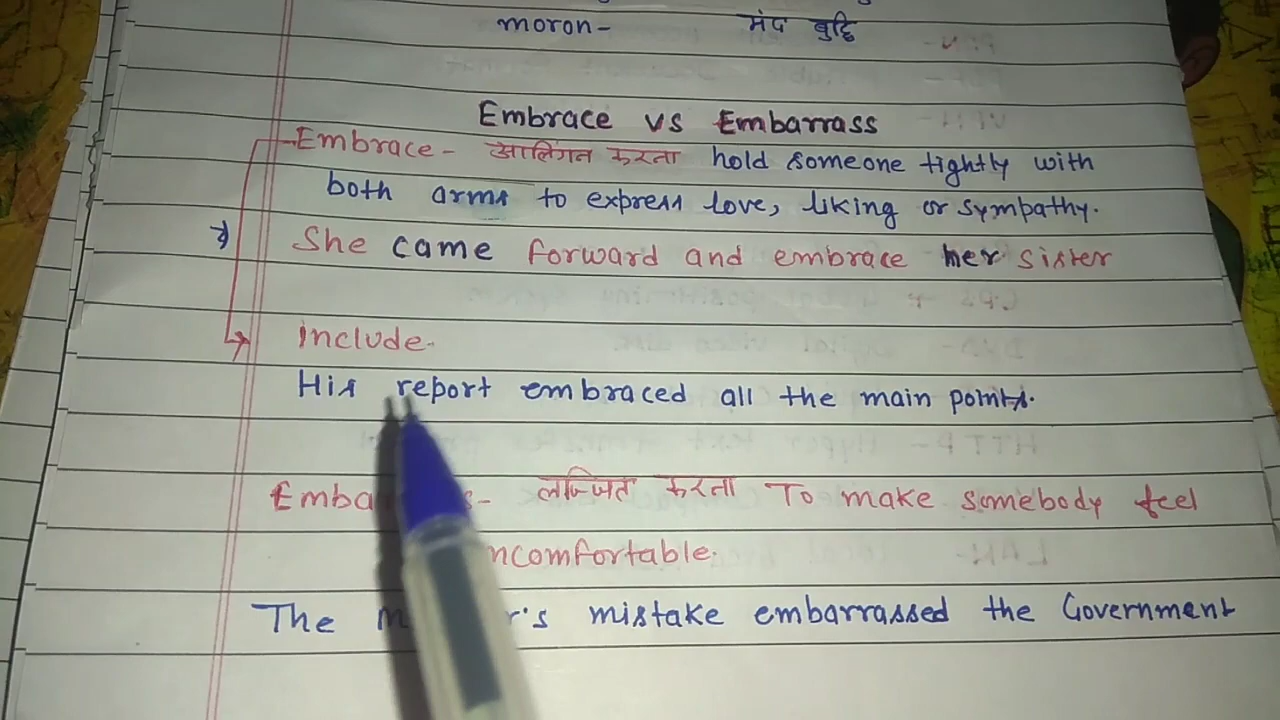 moron- मंद बुद्धि
Embrace vs Embarrass
Embrace- आलिंगन करना hold someone tightly with
both arms to express love, liking or sympathy.
She came forward and embrace her sister
include-
His report embraced all the main points.
लज्जित करना To make somebody feel
The mistake embarrassed the Government